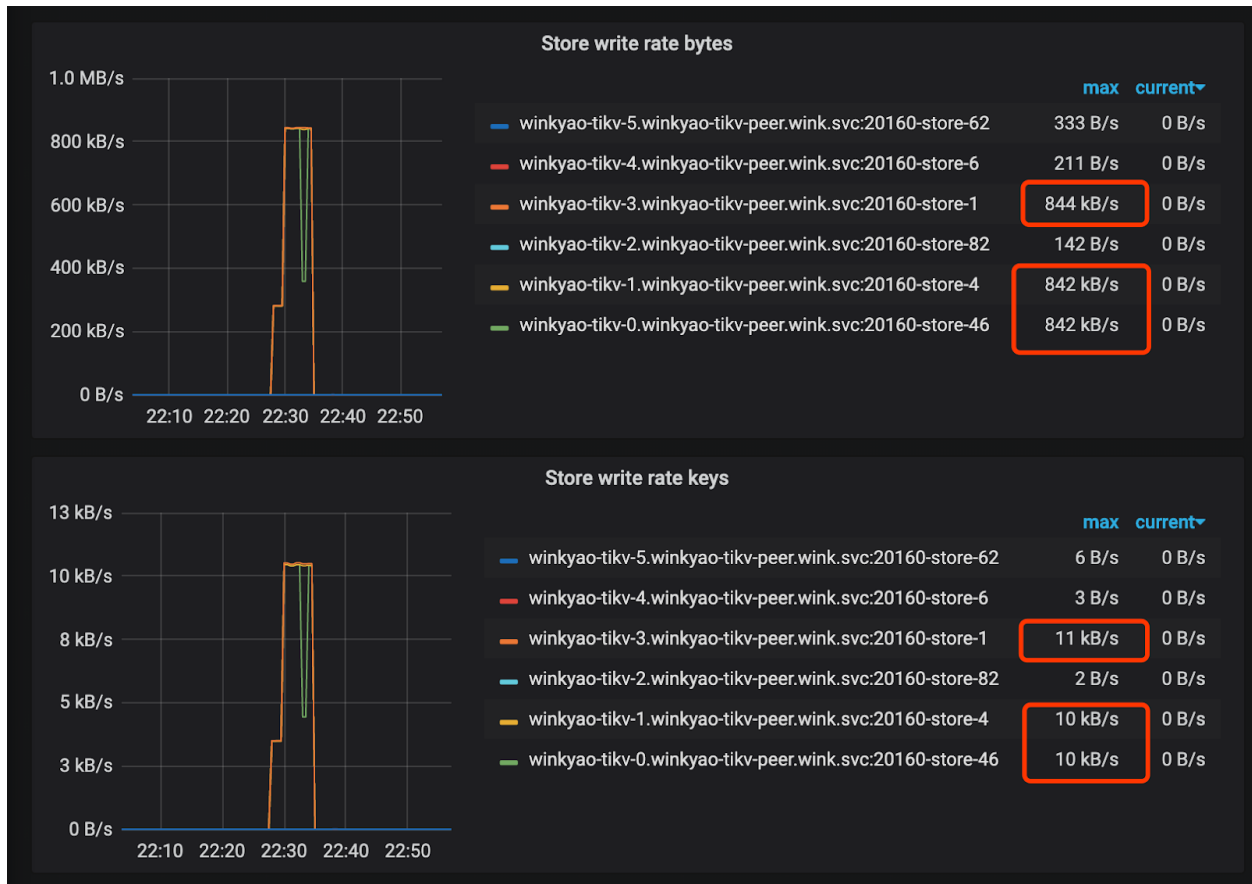 Store write rate bytes
max current
1.0 MB/s
800 kB/s
600 kB/s
400 kB/s
200 kB/s
0 B/s
22:10 22:20 22:30 22:40 22:50
winkyao-tikv-5.winkyao-tikv-peer.wink.svc:20160-store-62 333 B/s 0 B/s
winkyao-tikv-4.winkyao-tikv-peer.wink.svc:20160-store-6 211 B/s 0 B/s
winkyao-tikv-3.winkyao-tikv-peer.wink.svc:20160-store-1 844 kB/s 0 B/s
winkyao-tikv-2.winkyao-tikv-peer.wink.svc:20160-store-82 142 B/s 0 B/s
winkyao-tikv-1.winkyao-tikv-peer.wink.svc:20160-store-4 842 kB/s 0 B/s
winkyao-tikv-0.winkyao-tikv-peer.wink.svc:20160-store-46 842 kB/s 0 B/s
Store write rate keys
max current
13 kB/s
10 kB/s
8 kB/s
5 kB/s
3 kB/s
0 B/s
22:10 22:20 22:30 22:40 22:50
winkyao-tikv-5.winkyao-tikv-peer.wink.svc:20160-store-62 6 B/s 0 B/s
winkyao-tikv-4.winkyao-tikv-peer.wink.svc:20160-store-6 3 B/s 0 B/s
winkyao-tikv-3.winkyao-tikv-peer.wink.svc:20160-store-1 11 kB/s 0 B/s
winkyao-tikv-2.winkyao-tikv-peer.wink.svc:20160-store-82 2 B/s 0 B/s
winkyao-tikv-1.winkyao-tikv-peer.wink.svc:20160-store-4 10 kB/s 0 B/s
winkyao-tikv-0.winkyao-tikv-peer.wink.svc:20160-store-46 10 kB/s 0 B/s